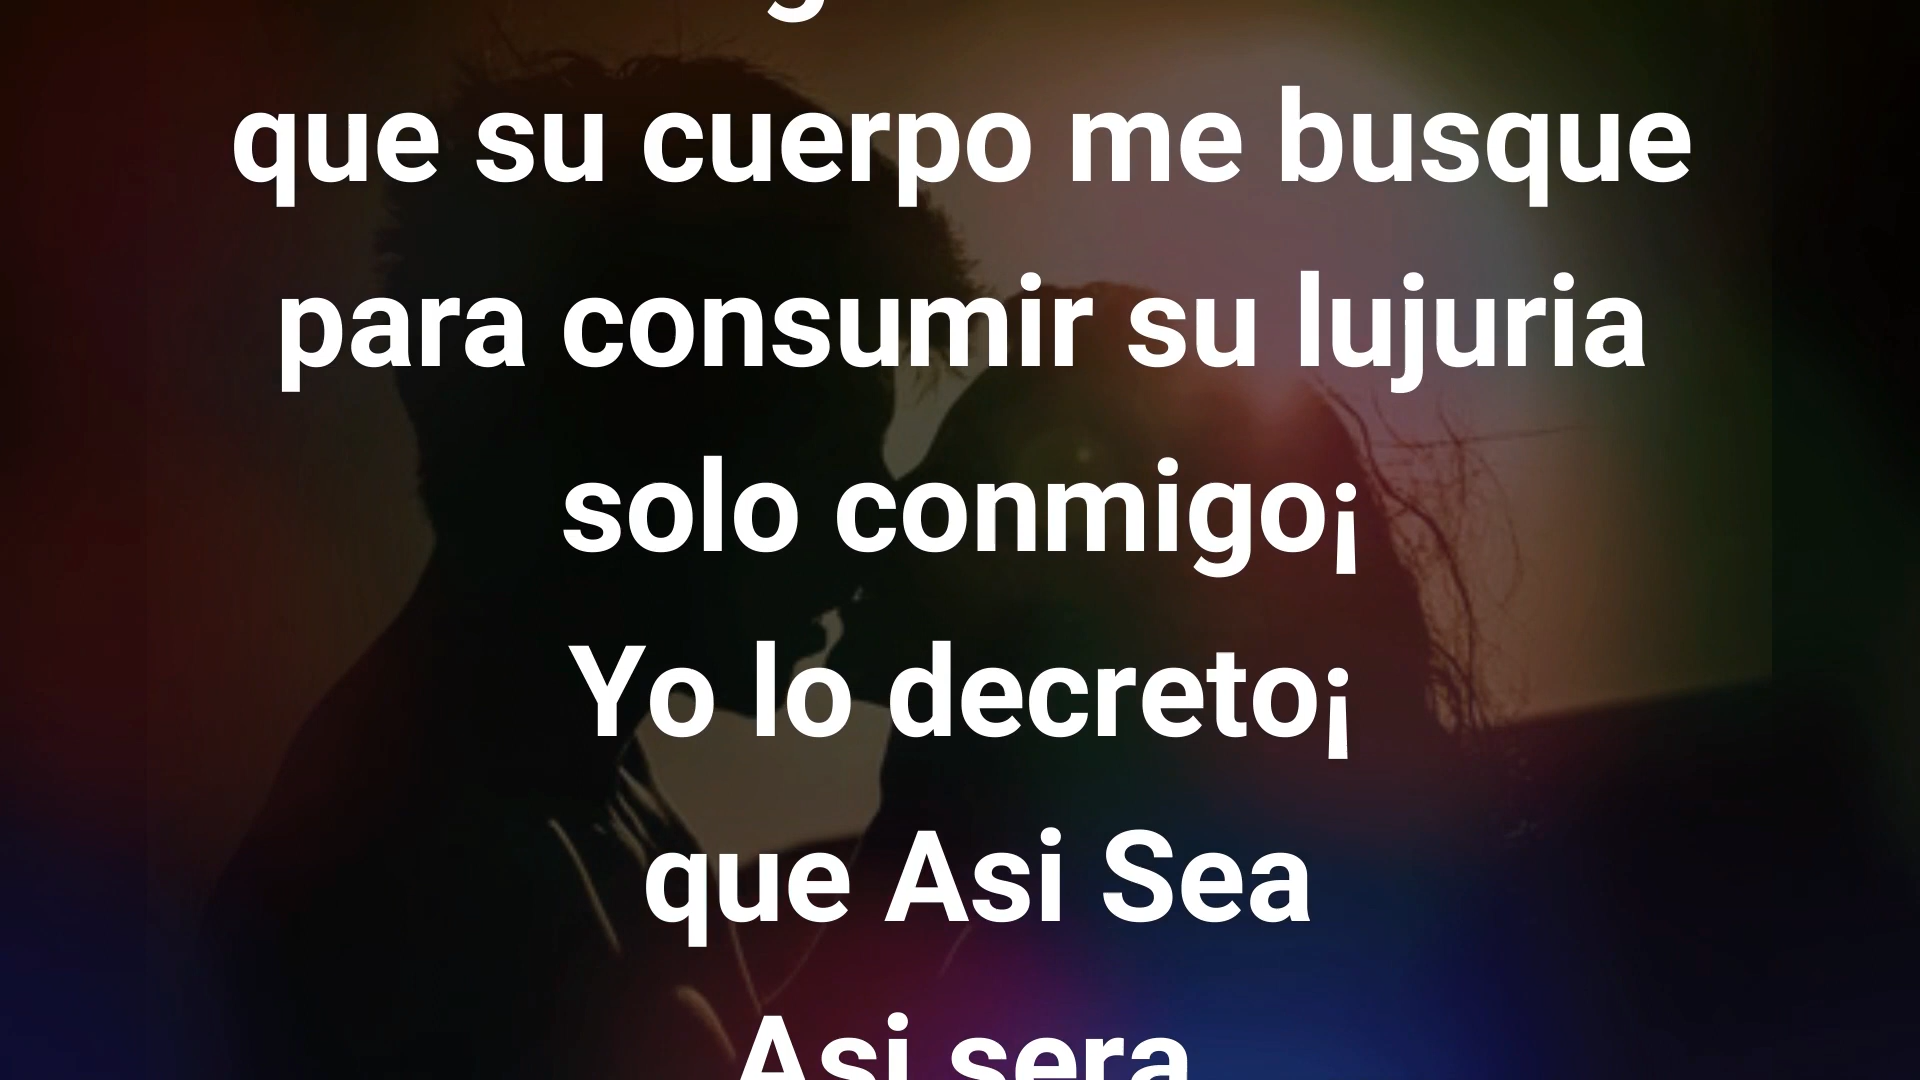 que su cuerpo me busque
para consumir su lujuria
solo conmigo¡
Yo lo decreto¡
que Asi Sea
Asi sera